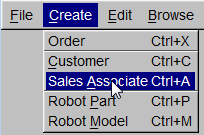 File Create Edit Browse
Order Ctrl+X
Customer Ctrl+C
Sales Associate Ctrl+A
Robot Part Ctrl+P
Robot Model Ctrl+M